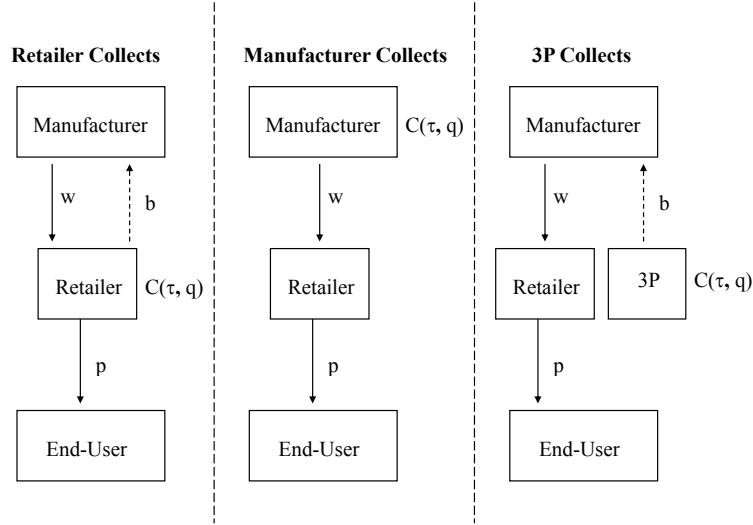 Retailer Collects
Manufacturer
w
b
Retailer
C(τ, q)
p
End-User
Manufacturer Collects
Manufacturer
C(τ, q)
w
Retailer
p
End-User
3P Collects
Manufacturer
w
b
Retailer
3P
C(τ, q)
p
End-User